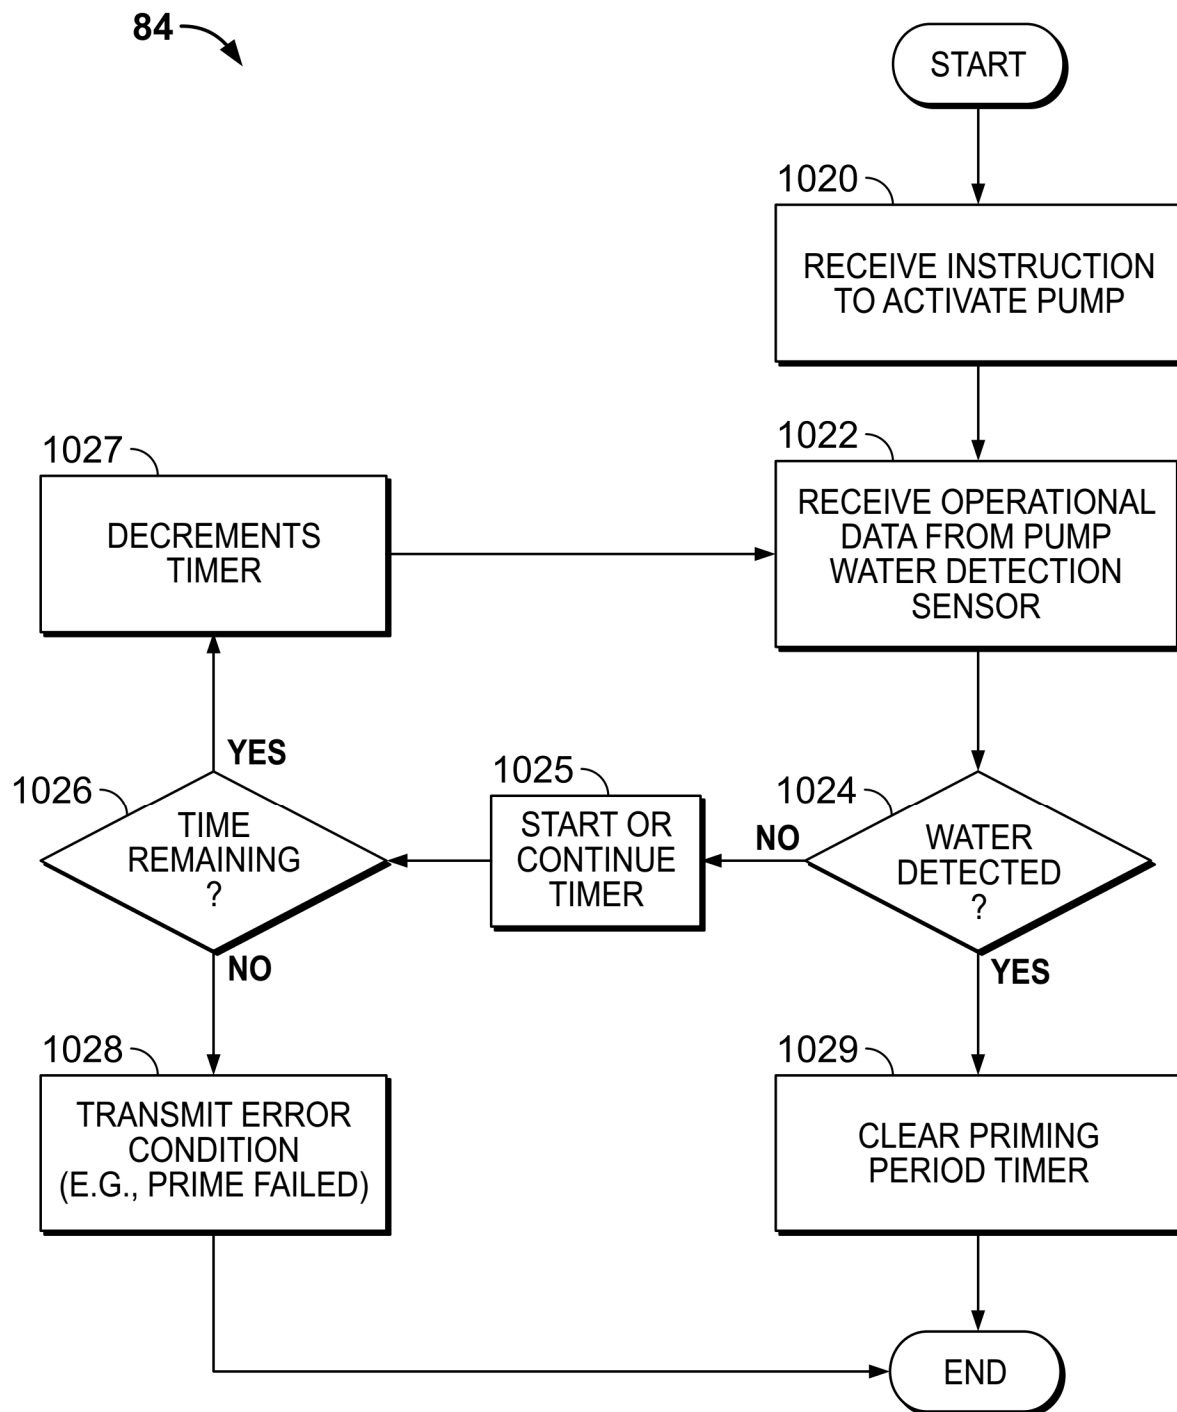 84
START
1020
RECEIVE INSTRUCTION
TO ACTIVATE PUMP
1027
DECREMENTS
TIMER
1022
RECEIVE OPERATIONAL
DATA FROM PUMP
WATER DETECTION
SENSOR
YES
1026
TIME
REMAINING
?
NO
1025
START OR
CONTINUE
TIMER
NO
1024
WATER
DETECTED
?
YES
1028
TRANSMIT ERROR
CONDITION
(E.G., PRIME FAILED)
1029
CLEAR PRIMING
PERIOD TIMER
END